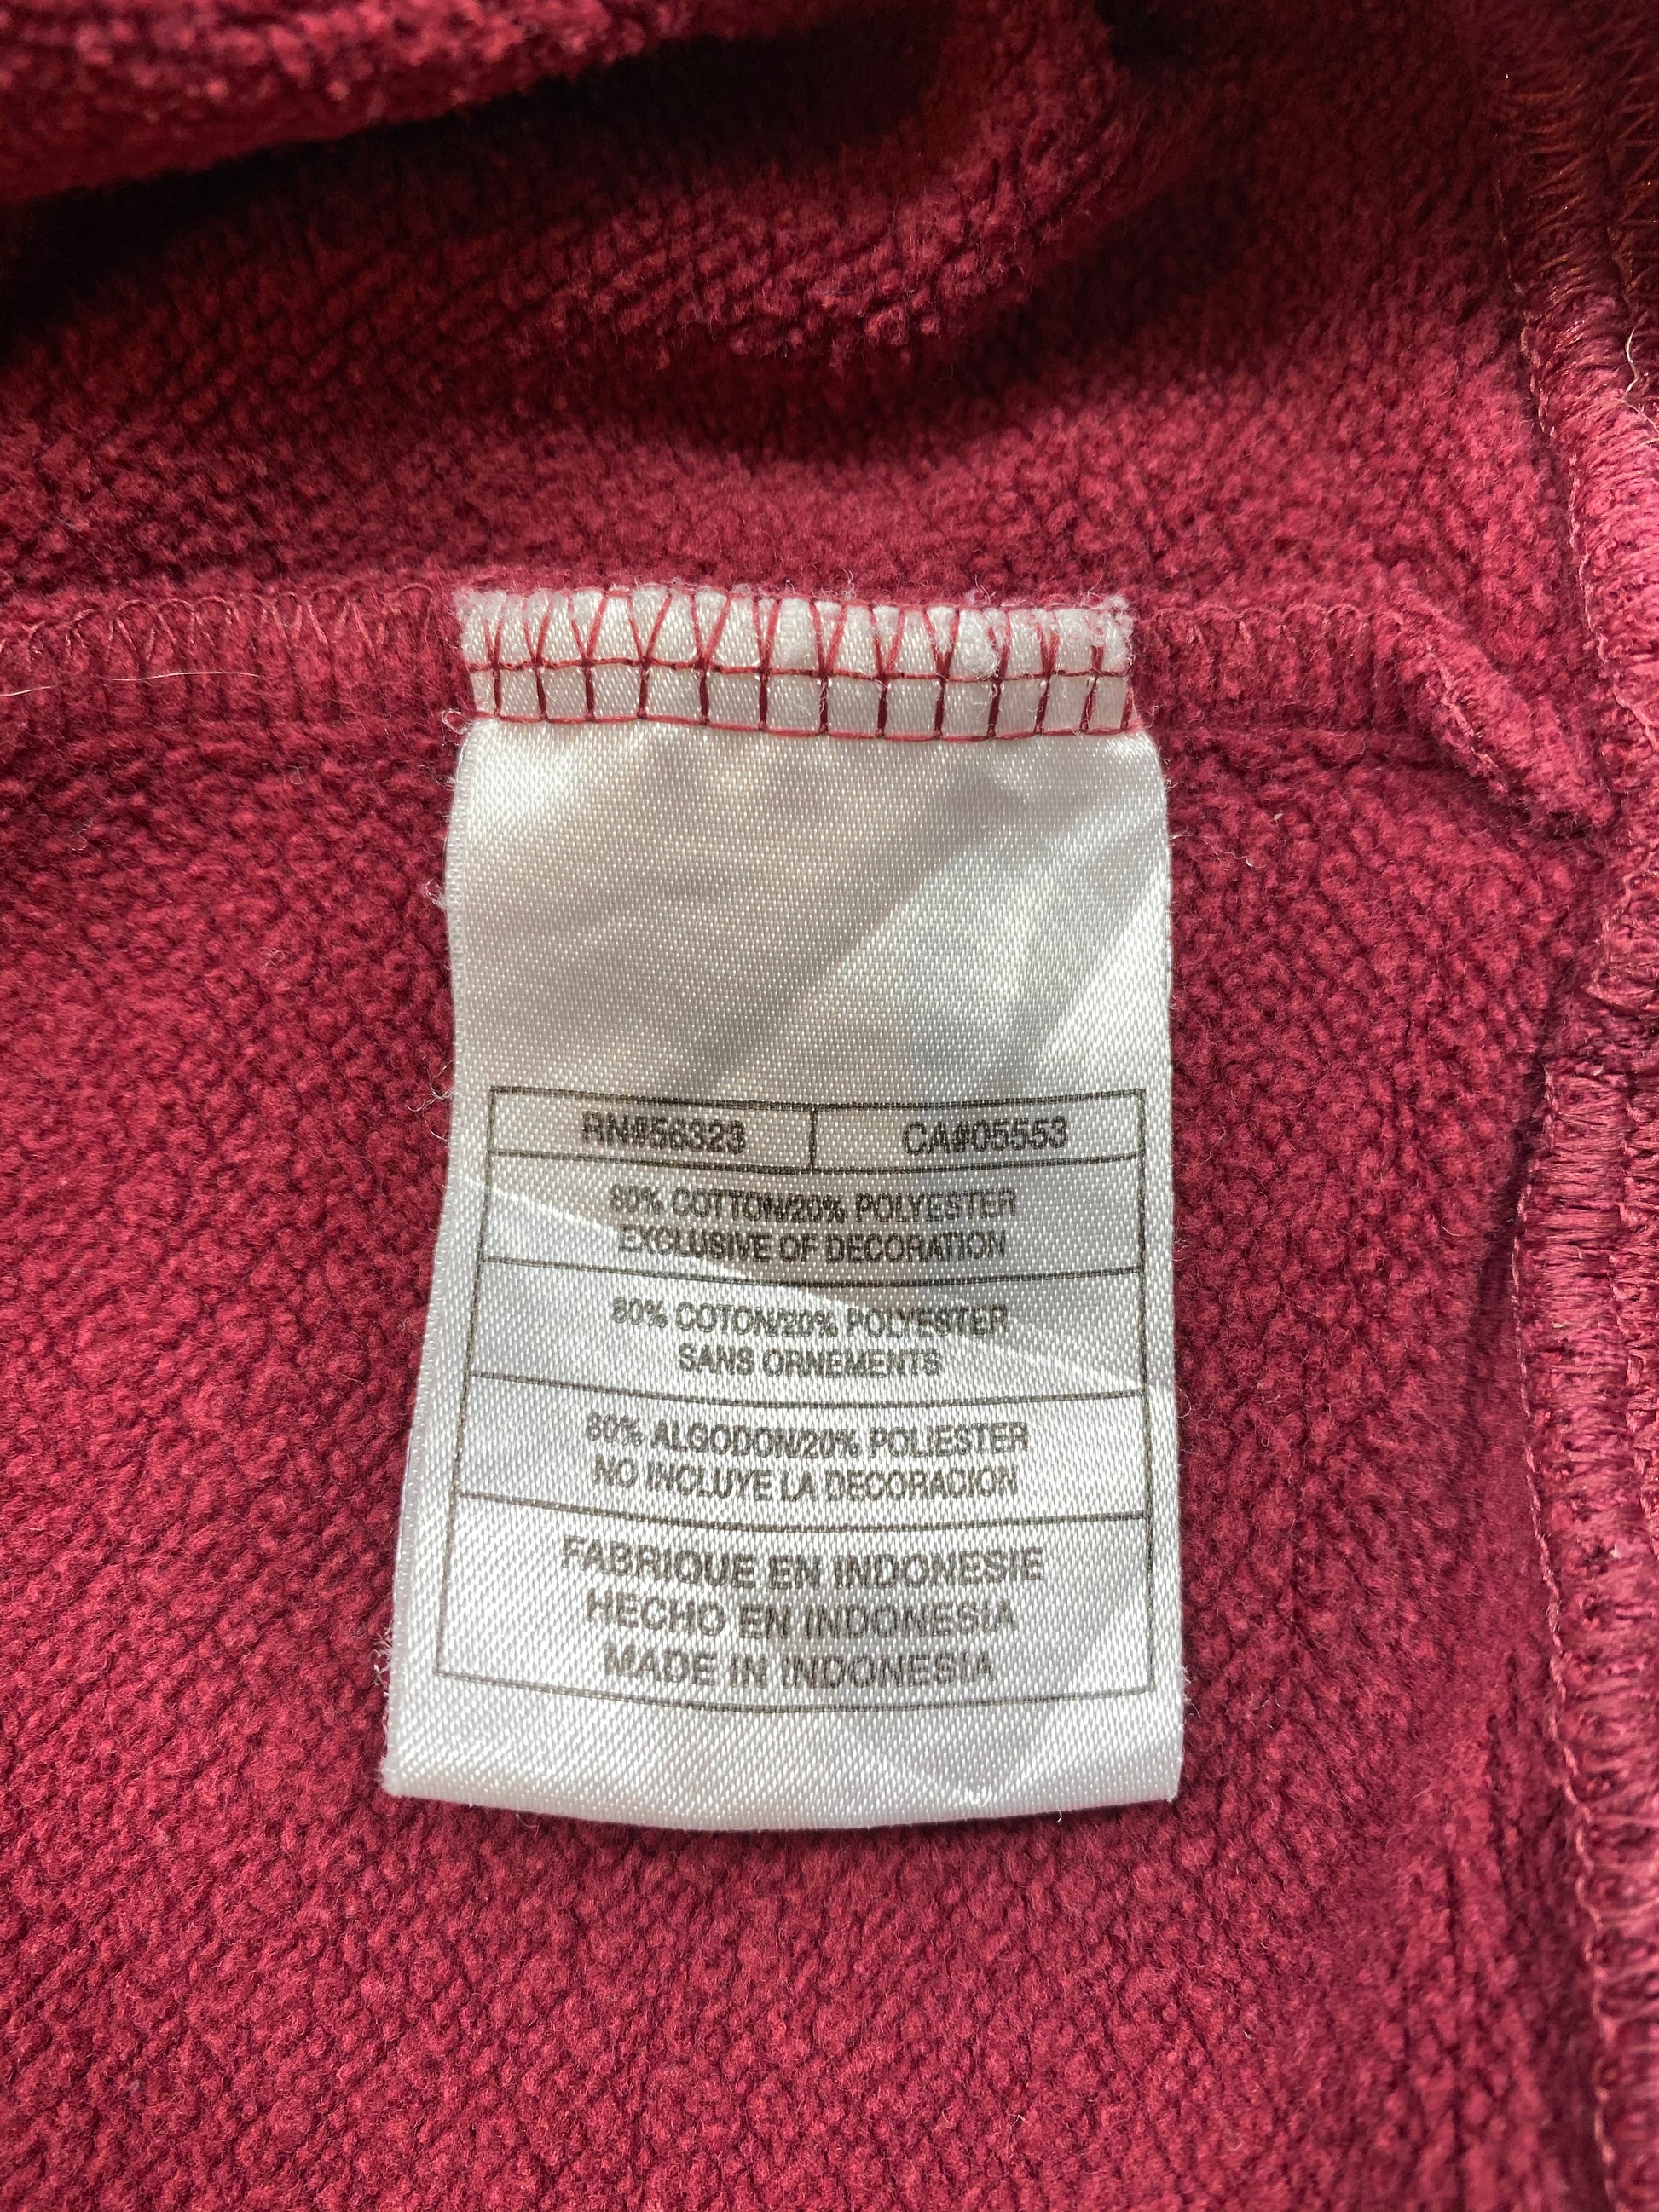 RN#56323 CA#05553
80% COTTON/20% POLYESTER
EXCLUSIVE OF DECORATION
80% COTON/20% POLYESTER
SANS ORNEMENTS
80% ALGODON/20% POLIESTER
NO INCLUYE LA DECORACION
FABRIQUE EN INDONESIE
HECHO EN INDONESIA
MADE IN INDONESIA